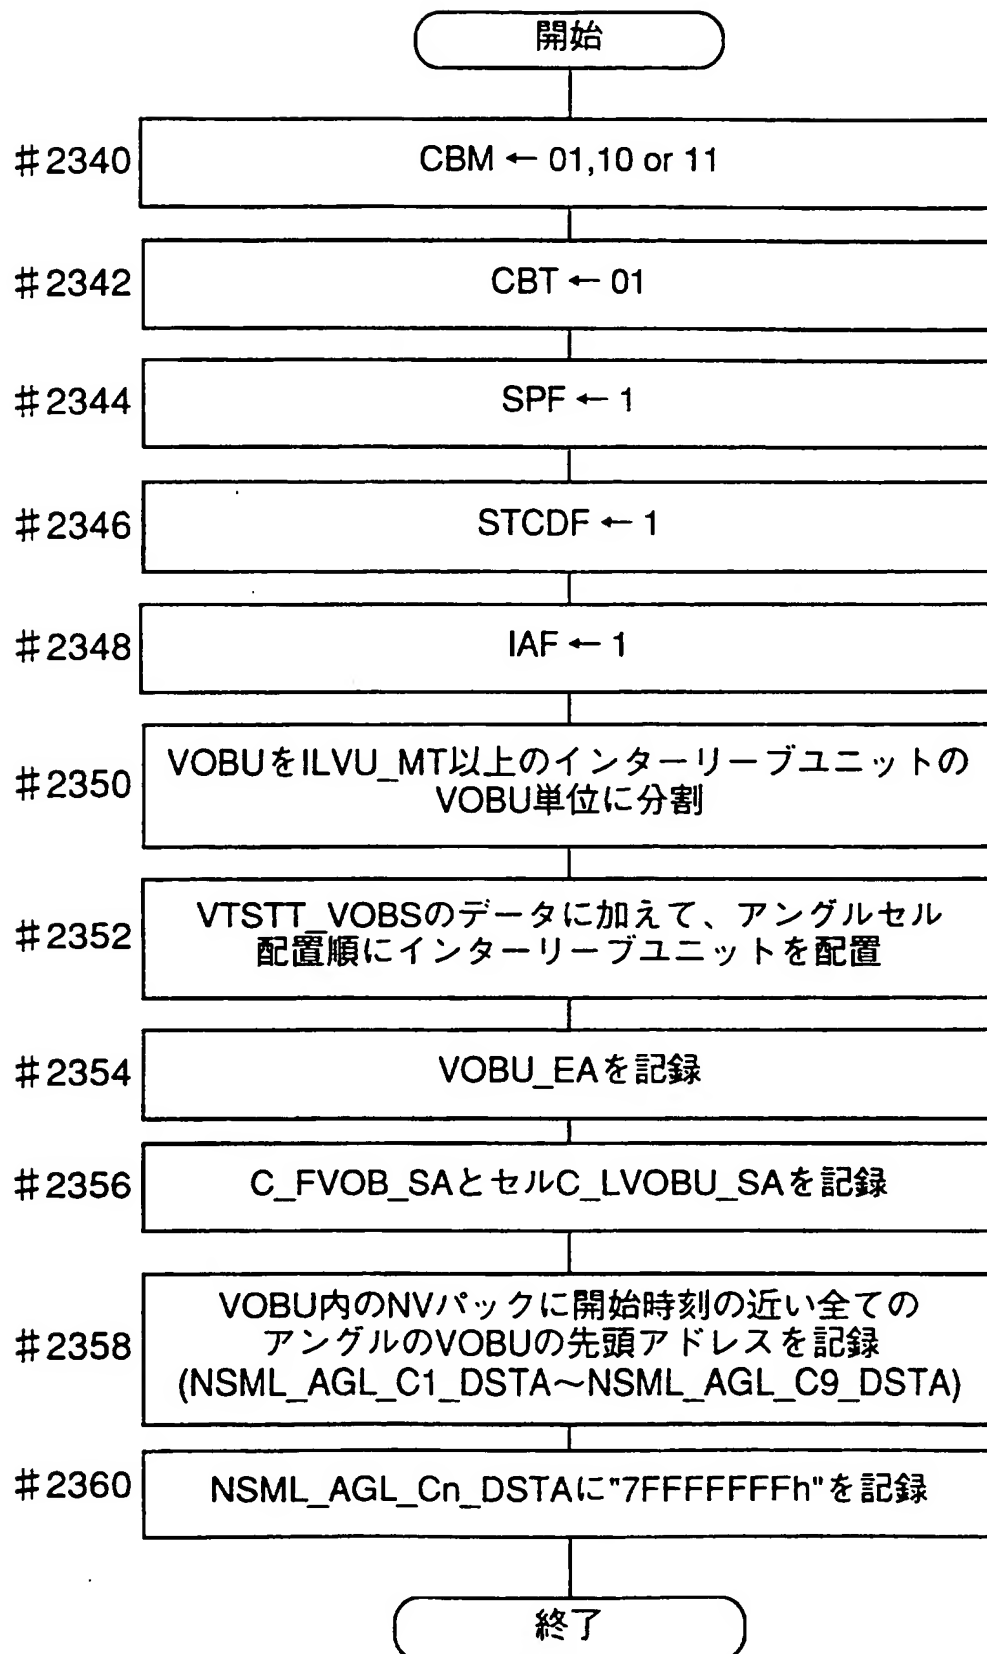 開始
#2340 CBM ← 01,10 or 11
#2342 CBT ← 01
#2344 SPF ← 1
#2346 STCDF ← 1
#2348 IAF ← 1
VOBUをILVU_MT以上のインターリーブユニットの
#2350 VOBU単位に分割
VTSTT_VOBSのデータに加えて、アングルセル
#2352 配置順にインターリーブユニットを配置
#2354 VOBU_EAを記録
#2356 C_FVOB_SAとセルC_LVOBU_SAを記録
VOBU内のNVパックに開始時刻の近い全ての
#2358 アングルのVOBUの先頭アドレスを記録
(NSML_AGL_C1_DSTA～NSML_AGL_C9_DSTA)
#2360 NSML_AGL_Cn_DSTAに"7FFFFFFFh"を記録
終了